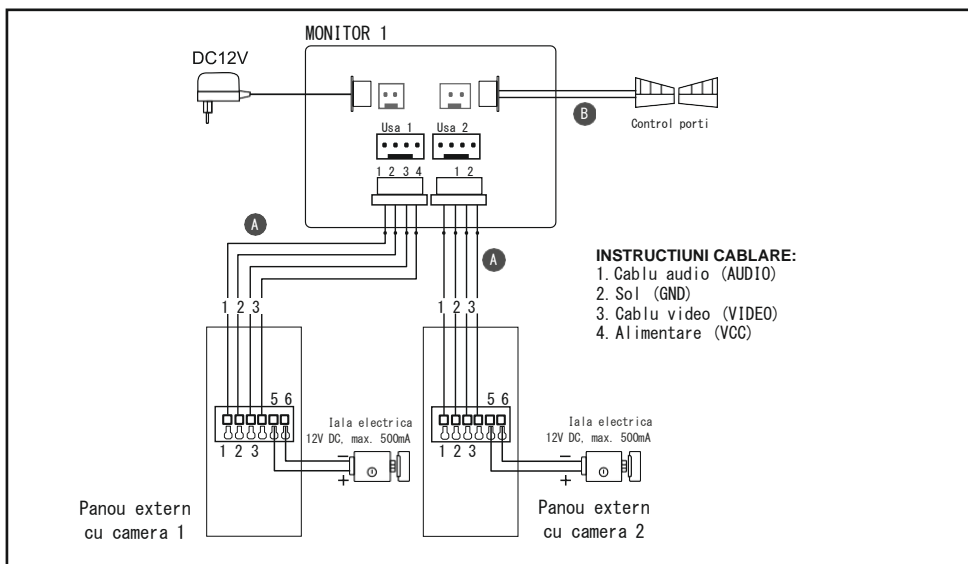 MONITOR 1
DC12V
B
Control porti
Usa 1 Usa 2
1 2 3 4 1 2
A
A
INSTRUCTIUNI CABLARE:
1. Cablu audio (AUDIO)
2. Sol (GND)
3. Cablu video (VIDEO)
4. Alimentare (VCC)
1 2 3
1 2 3
5 6
5 6
1 2 3
1 2 3
Iala electrica
12V DC, max. 500mA
Iala electrica
12V DC, max. 500mA
Panou extern
cu camera 1
Panou extern
cu camera 2